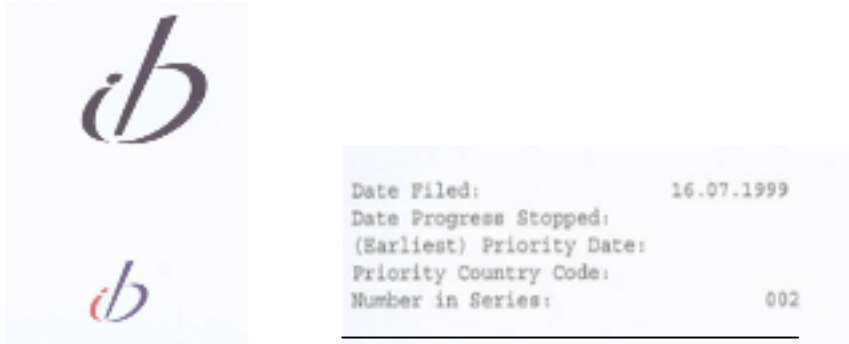 ib
ib
Date Filed: 16.07.1999
Date Progress Stopped:
(Earliest) Priority Date:
Priority Country Code:
Number in Series: 002